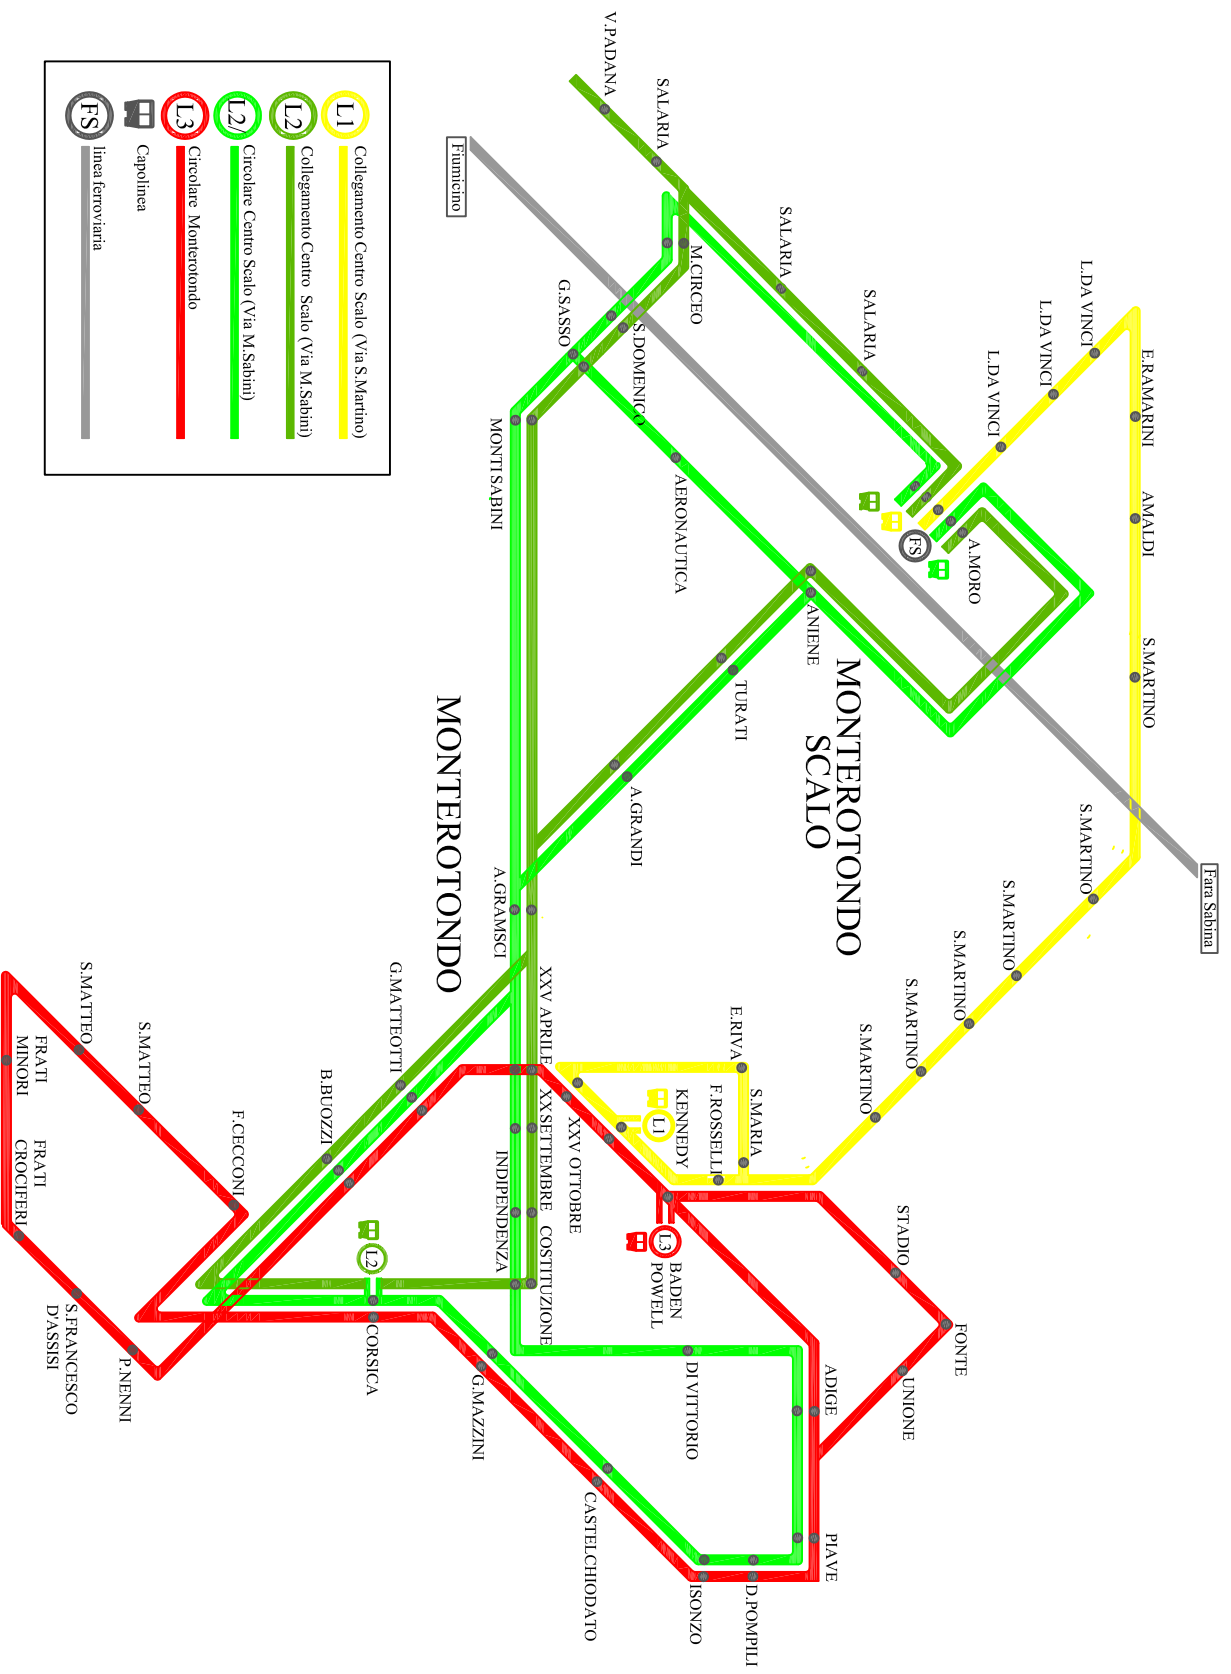 V.PADANA
SALARIA
SALARIA
SALARIA
M.CIRCEO
S.DOMENICO
G.SASSO
Fiumicino
L.DA VINCI
L.DA VINCI
L.DA VINCI
E.RAMARINI
AMALDI
S.MARTINO
A.MORO
FS
AERONAUTICA
ANIENE
TURATI
A.GRANDI
MONTI SABINI
MONTEROTONDO
SCALO
MONTEROTONDO
Fara Sabina
S.MARTINO
S.MARTINO
S.MARTINO
S.MARTINO
S.MARTINO
A.GRAMSCI
XXV APRILE
E.RIVA
S.MARIA
F.ROSSELLI
KENNEDY
L1
XXV OTTOBRE
XXSETTEMBRE
COSTITUZIONE
INDIPENDENZA
G.MATTEOTTI
B.BUOZZI
F.CECCONI
S.MATTEO
S.MATTEO
FRATI
MINORI
FRATI
CROCIFERI
S.FRANCESCO
D'ASSISI
P.NENNI
L2
CORSICA
G.MAZZINI
CASTELCHIODATO
ISONZO
D.POMPILI
PIAVE
ADIGE
DI VITTORIO
L3
BADEN
POWELL
STADIO
FONTE
UNIONE
L1 Collegamento Centro Scalo (Via S.Martino)
L2 Collegamento Centro Scalo (Via M.Sabini)
L2/ Circolare Centro Scalo (Via M.Sabini)
L3 Circolare Monterotondo
Capolinea
FS linea ferroviaria